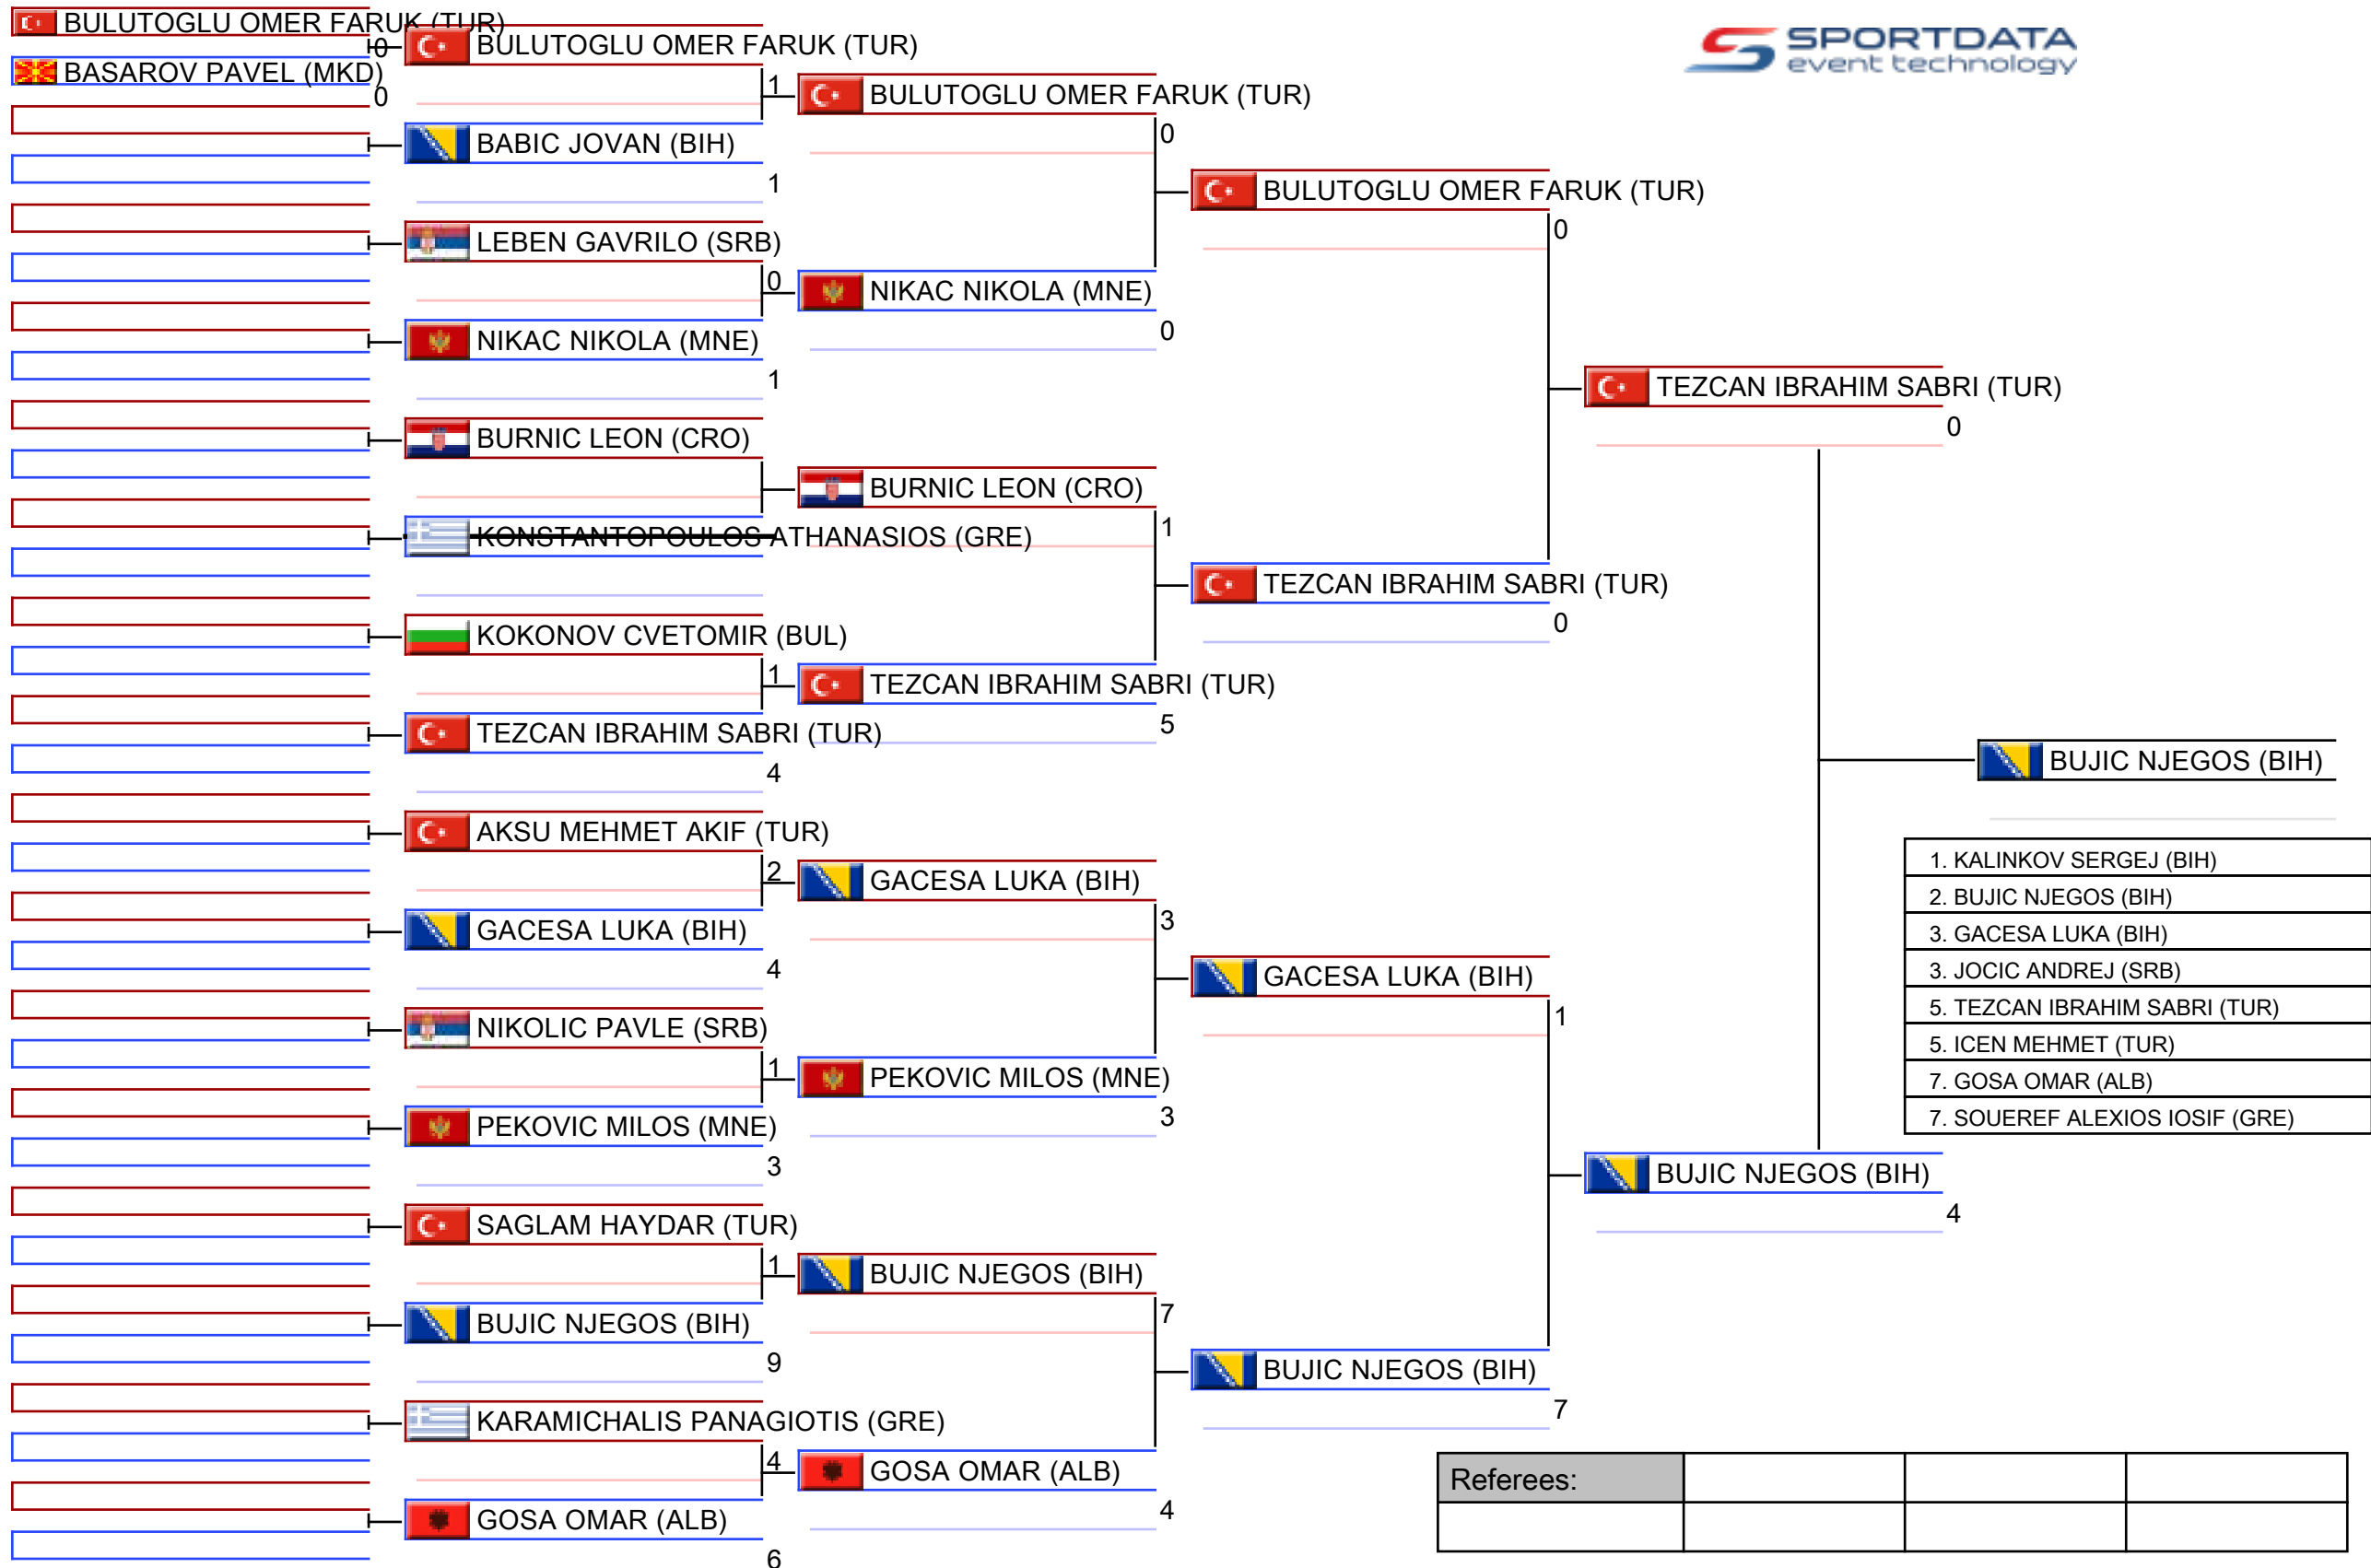 BULUTOGLU OMER FARUK (TUR)
0
BASAROV PAVEL (MKD)
0
BULUTOGLU OMER FARUK (TUR)
1
BABIC JOVAN (BIH)
1
LEBEN GAVRILO (SRB)
0
NIKAC NIKOLA (MNE)
1
BURNIC LEON (CRO)
KONSTANTOPOULOS ATHANASIOS (GRE)
KOKONOV CVETOMIR (BUL)
1
TEZCAN IBRAHIM SABRI (TUR)
4
AKSU MEHMET AKIF (TUR)
2
GACESA LUKA (BIH)
4
NIKOLIC PAVLE (SRB)
1
PEKOVIC MILOS (MNE)
3
SAGLAM HAYDAR (TUR)
1
BUJIC NJEGOS (BIH)
9
KARAMICHALIS PANAGIOTIS (GRE)
4
GOSA OMAR (ALB)
6
BULUTOGLU OMER FARUK (TUR)
0
NIKAC NIKOLA (MNE)
0
BURNIC LEON (CRO)
1
TEZCAN IBRAHIM SABRI (TUR)
5
GACESA LUKA (BIH)
3
PEKOVIC MILOS (MNE)
3
BUJIC NJEGOS (BIH)
7
GOSA OMAR (ALB)
4
BULUTOGLU OMER FARUK (TUR)
0
TEZCAN IBRAHIM SABRI (TUR)
0
GACESA LUKA (BIH)
1
BUJIC NJEGOS (BIH)
7
TEZCAN IBRAHIM SABRI (TUR)
0
BUJIC NJEGOS (BIH)
4
SPORTDATA
event technology
BUJIC NJEGOS (BIH)
1. KALINKOV SERGEJ (BIH)
2. BUJIC NJEGOS (BIH)
3. GACESA LUKA (BIH)
3. JOCIC ANDREJ (SRB)
5. TEZCAN IBRAHIM SABRI (TUR)
5. ICEN MEHMET (TUR)
7. GOSA OMAR (ALB)
7. SOUEREF ALEXIOS IOSIF (GRE)
Referees: